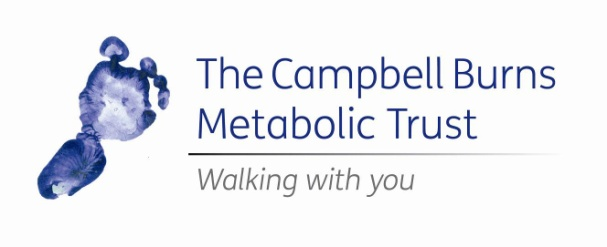 The Campbell Burns
Metabolic Trust
Walking with you